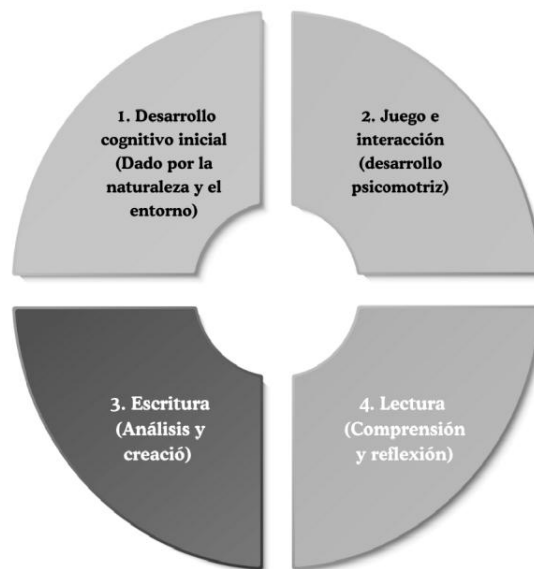 1. Desarrollo
cognitivo inicial
(Dado por la
naturaleza y el
entorno)
2. Juego e
interacción
(desarrollo
psicomotriz)
3. Escritura
(Análisis y
creació)
4. Lectura
(Comprensión
y reflexión)